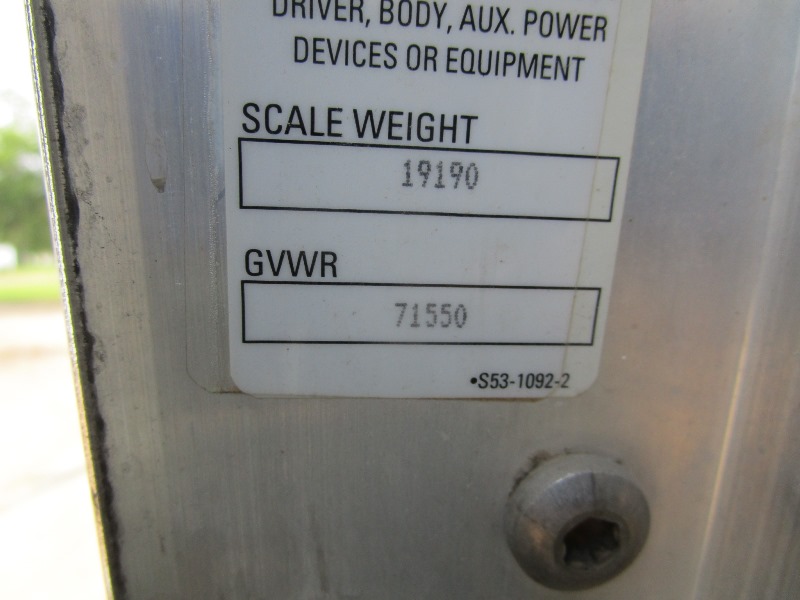 DRIVER, BODY, AUX. POWER
DEVICES OR EQUIPMENT
SCALE WEIGHT
19190
GVWR
71550
•S53-1092-2